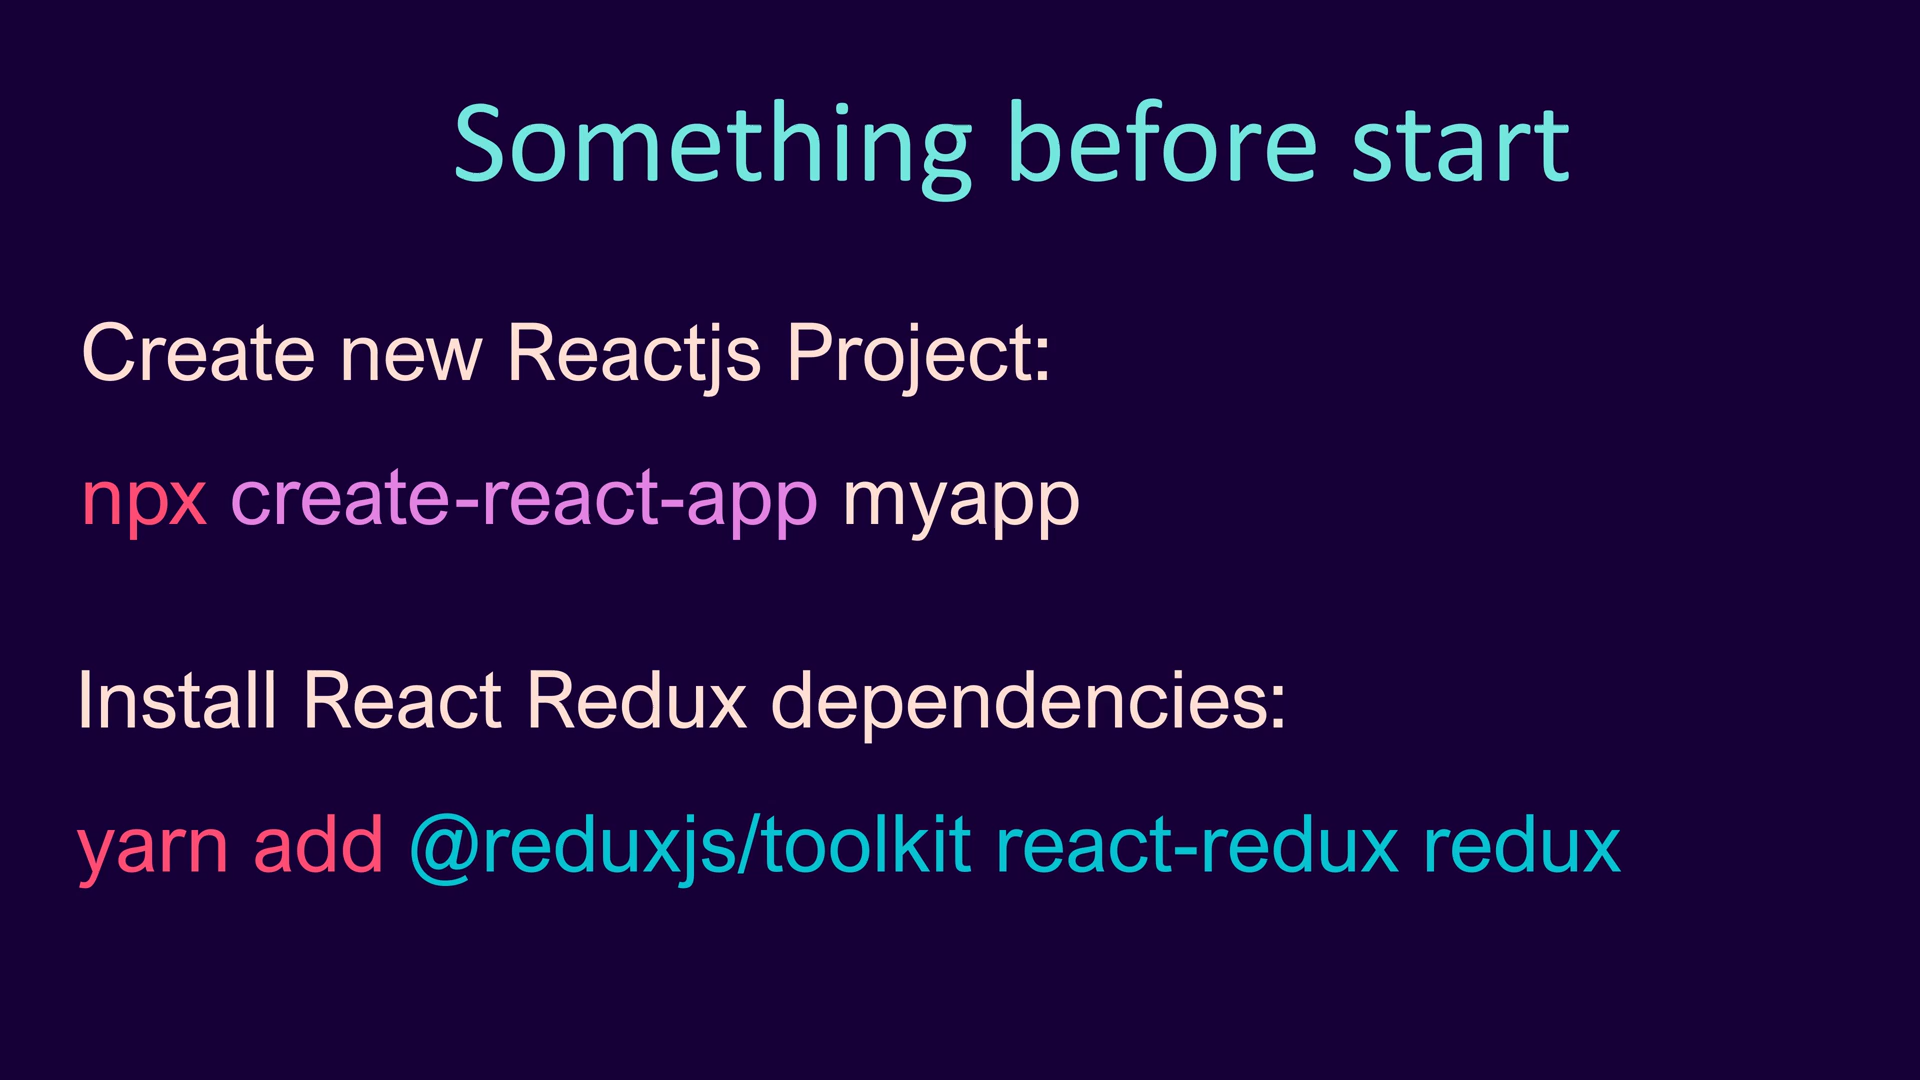 Something before start
Create new Reactjs Project:
npx create-react-app myapp
Install React Redux dependencies:
yarn add @reduxjs/toolkit react-redux redux